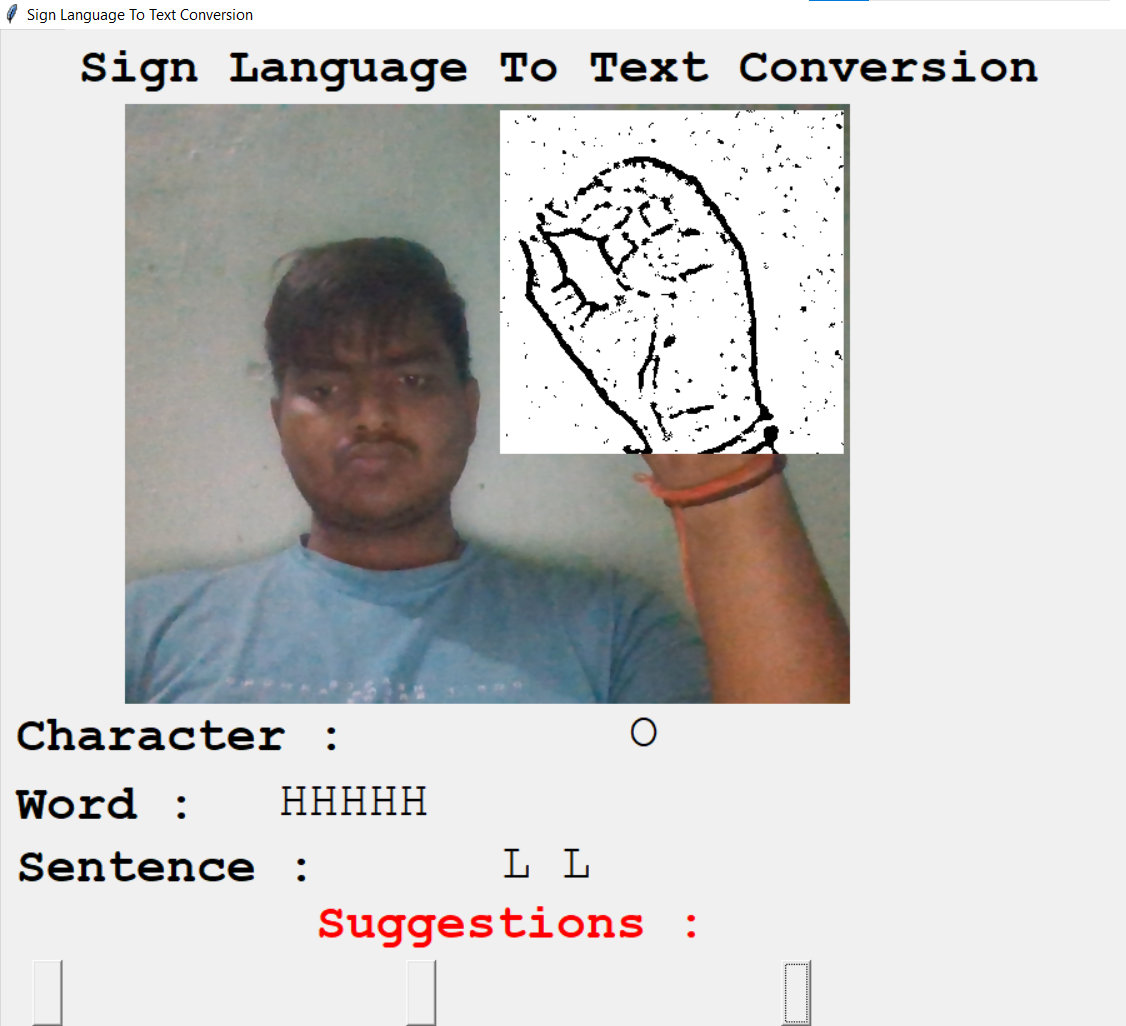 Sign Language To Text Conversion
Sign Language To Text Conversion
Character : O
Word : HHHHH
Sentence : L L
Suggestions :